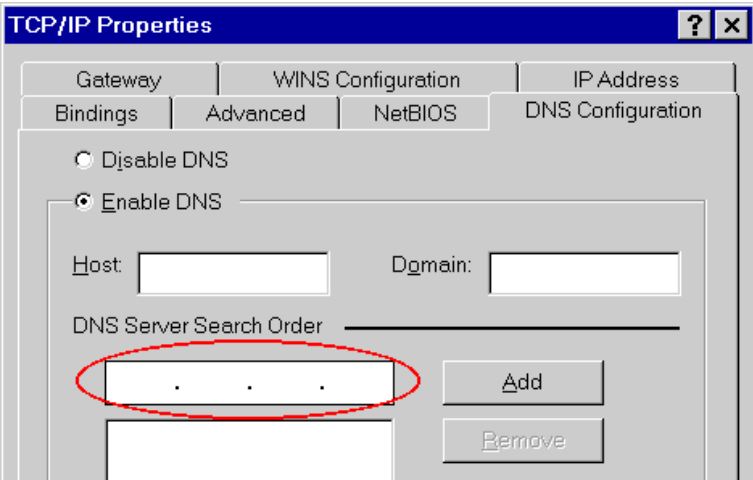 TCP/IP Properties ? ×
Gateway WINS Configuration IP Address
Bindings Advanced NetBIOS DNS Configuration
Disable DNS
Enable DNS
Host: Domain:
DNS Server Search Order
. . . Add
Remove